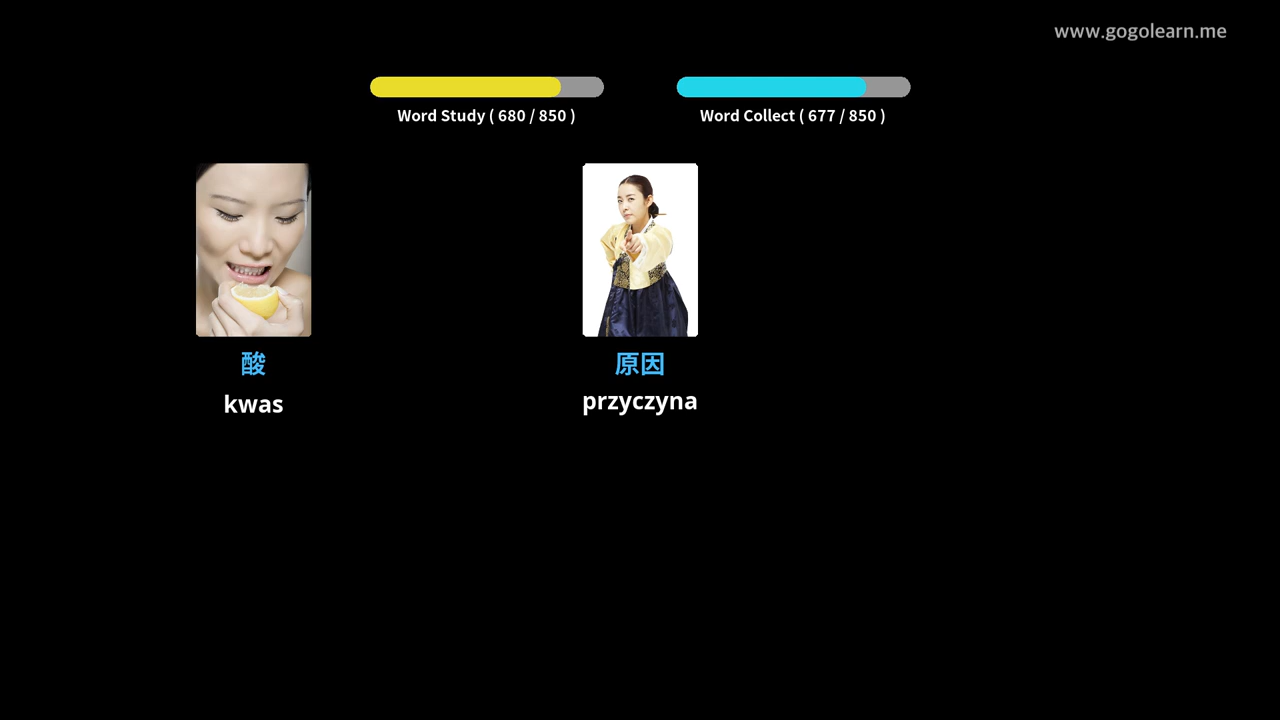 www.gogolearn.me
Word Study ( 680 / 850 )
Word Collect ( 677 / 850 )
酸
kwas
原因
przyczyna